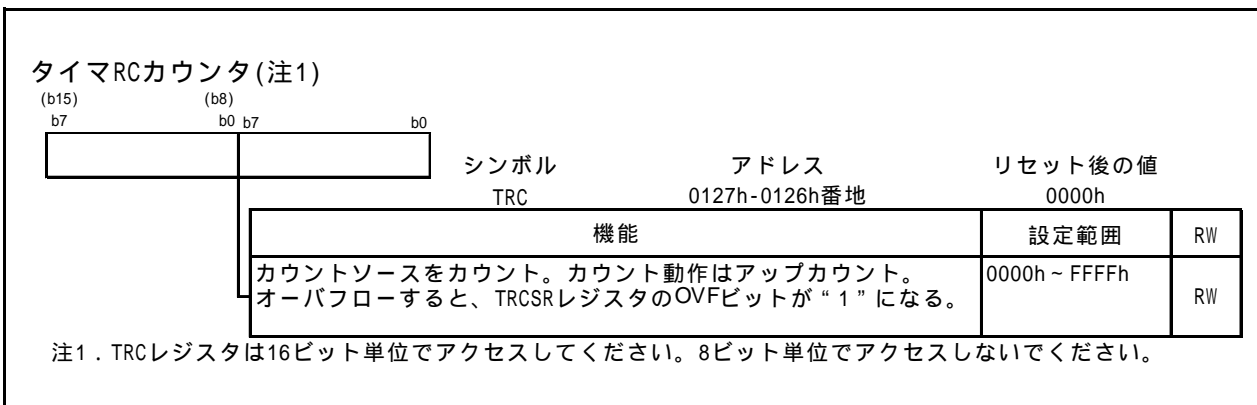 タイマRCカウンタ(注1)
(b15) (b8)
b7 b0 b7 b0
シンボル アドレス リセット後の値
TRC 0127h-0126h番地 0000h
機能 設定範囲 RW
カウントソースをカウント。カウント動作はアップカウント。 0000h ~ FFFFh
オーバフローすると、TRCSRレジスタのOVFビットが“1”になる。 RW
注1．TRCレジスタは16ビット単位でアクセスしてください。8ビット単位でアクセスしないでください。